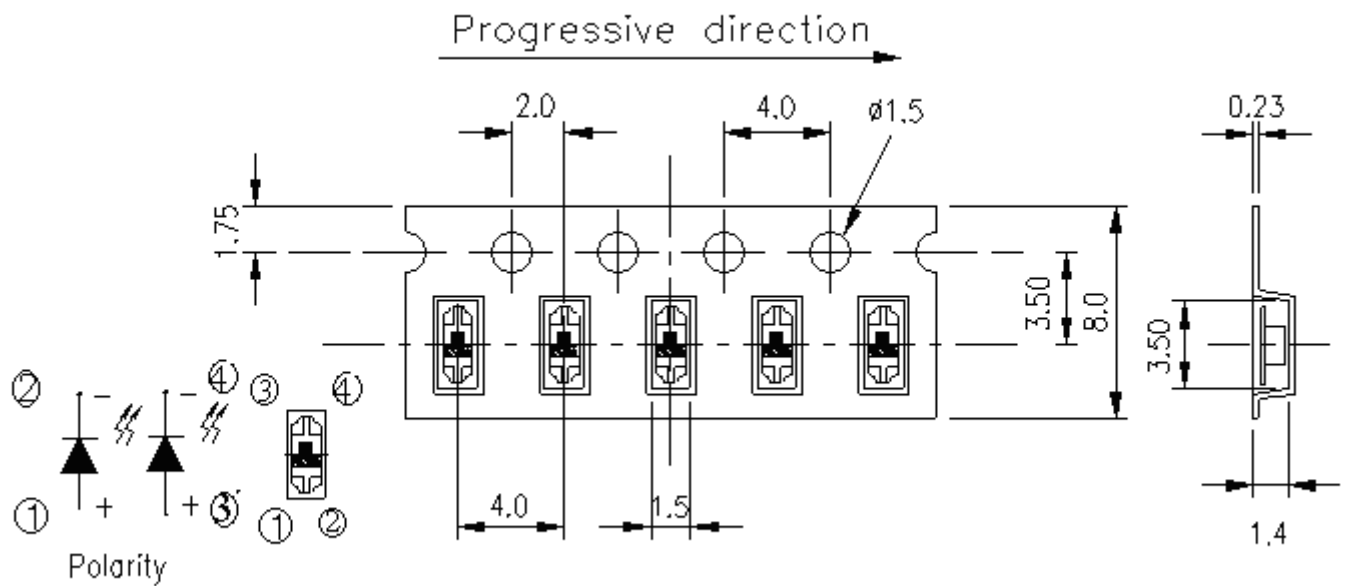 Progressive direction
2.0
4.0
ø1.5
0.23
1.75
3.50
8.0
3.50
② - - ④ ③ ④
① + + ③ ① ②
4.0
1.5
1.4
Polarity